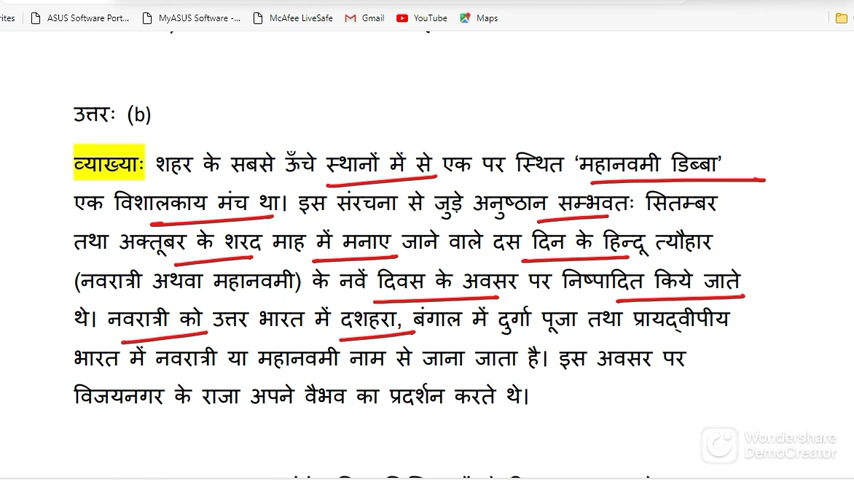 ites
ASUS Software Port...
MyASUS Software -...
McAfee LiveSafe
Gmail
YouTube
Maps
उत्तरः (b)
व्याख्याः शहर के सबसे ऊँचे स्थानों में से एक पर स्थित ‘महानवमी डिब्बा’
एक विशालकाय मंच था। इस संरचना से जुड़े अनुष्ठान सम्भवतः सितम्बर
तथा अक्तूबर के शरद माह में मनाए जाने वाले दस दिन के हिन्दू त्यौहार
(नवरात्री अथवा महानवमी) के नवें दिवस के अवसर पर निष्पादित किये जाते
थे। नवरात्री को उत्तर भारत में दशहरा, बंगाल में दुर्गा पूजा तथा प्रायद्वीपीय
भारत में नवरात्री या महानवमी नाम से जाना जाता है। इस अवसर पर
विजयनगर के राजा अपने वैभव का प्रदर्शन करते थे।
Wondershare
DemoCreator